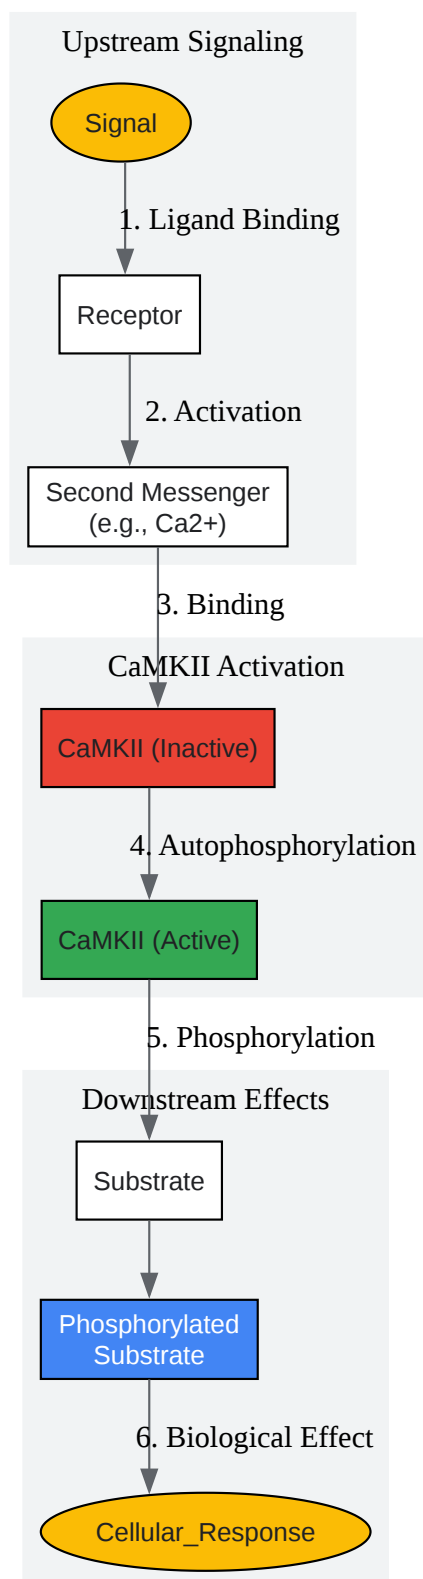 Upstream Signaling
Signal
1. Ligand Binding
Receptor
2. Activation
Second Messenger
(e.g., Ca2+)
3. Binding
CaMKII Activation
CaMKII (Inactive)
4. Autophosphorylation
CaMKII (Active)
5. Phosphorylation
Downstream Effects
Substrate
Phosphorylated
Substrate
6. Biological Effect
Cellular_Response